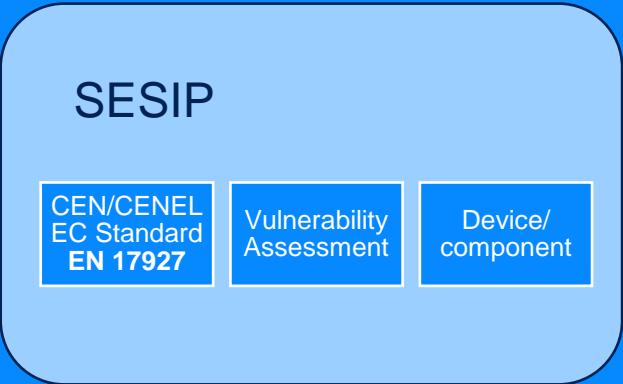 SESIP
CEN/CENEL
EC Standard
EN 17927
Vulnerability
Assessment
Device/
component